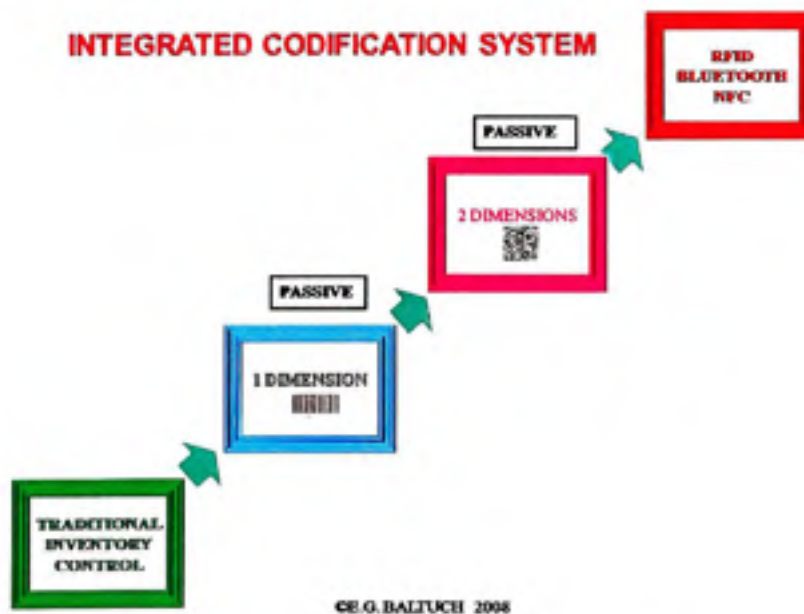 INTEGRATED CODIFICATION SYSTEM
RFID
BLUETOOTH
NFC
PASSIVE
2 DIMENSIONS
PASSIVE
1 DIMENSION
TRADITIONAL
INVENTORY
CONTROL
©E.G. BALTUCH 2008